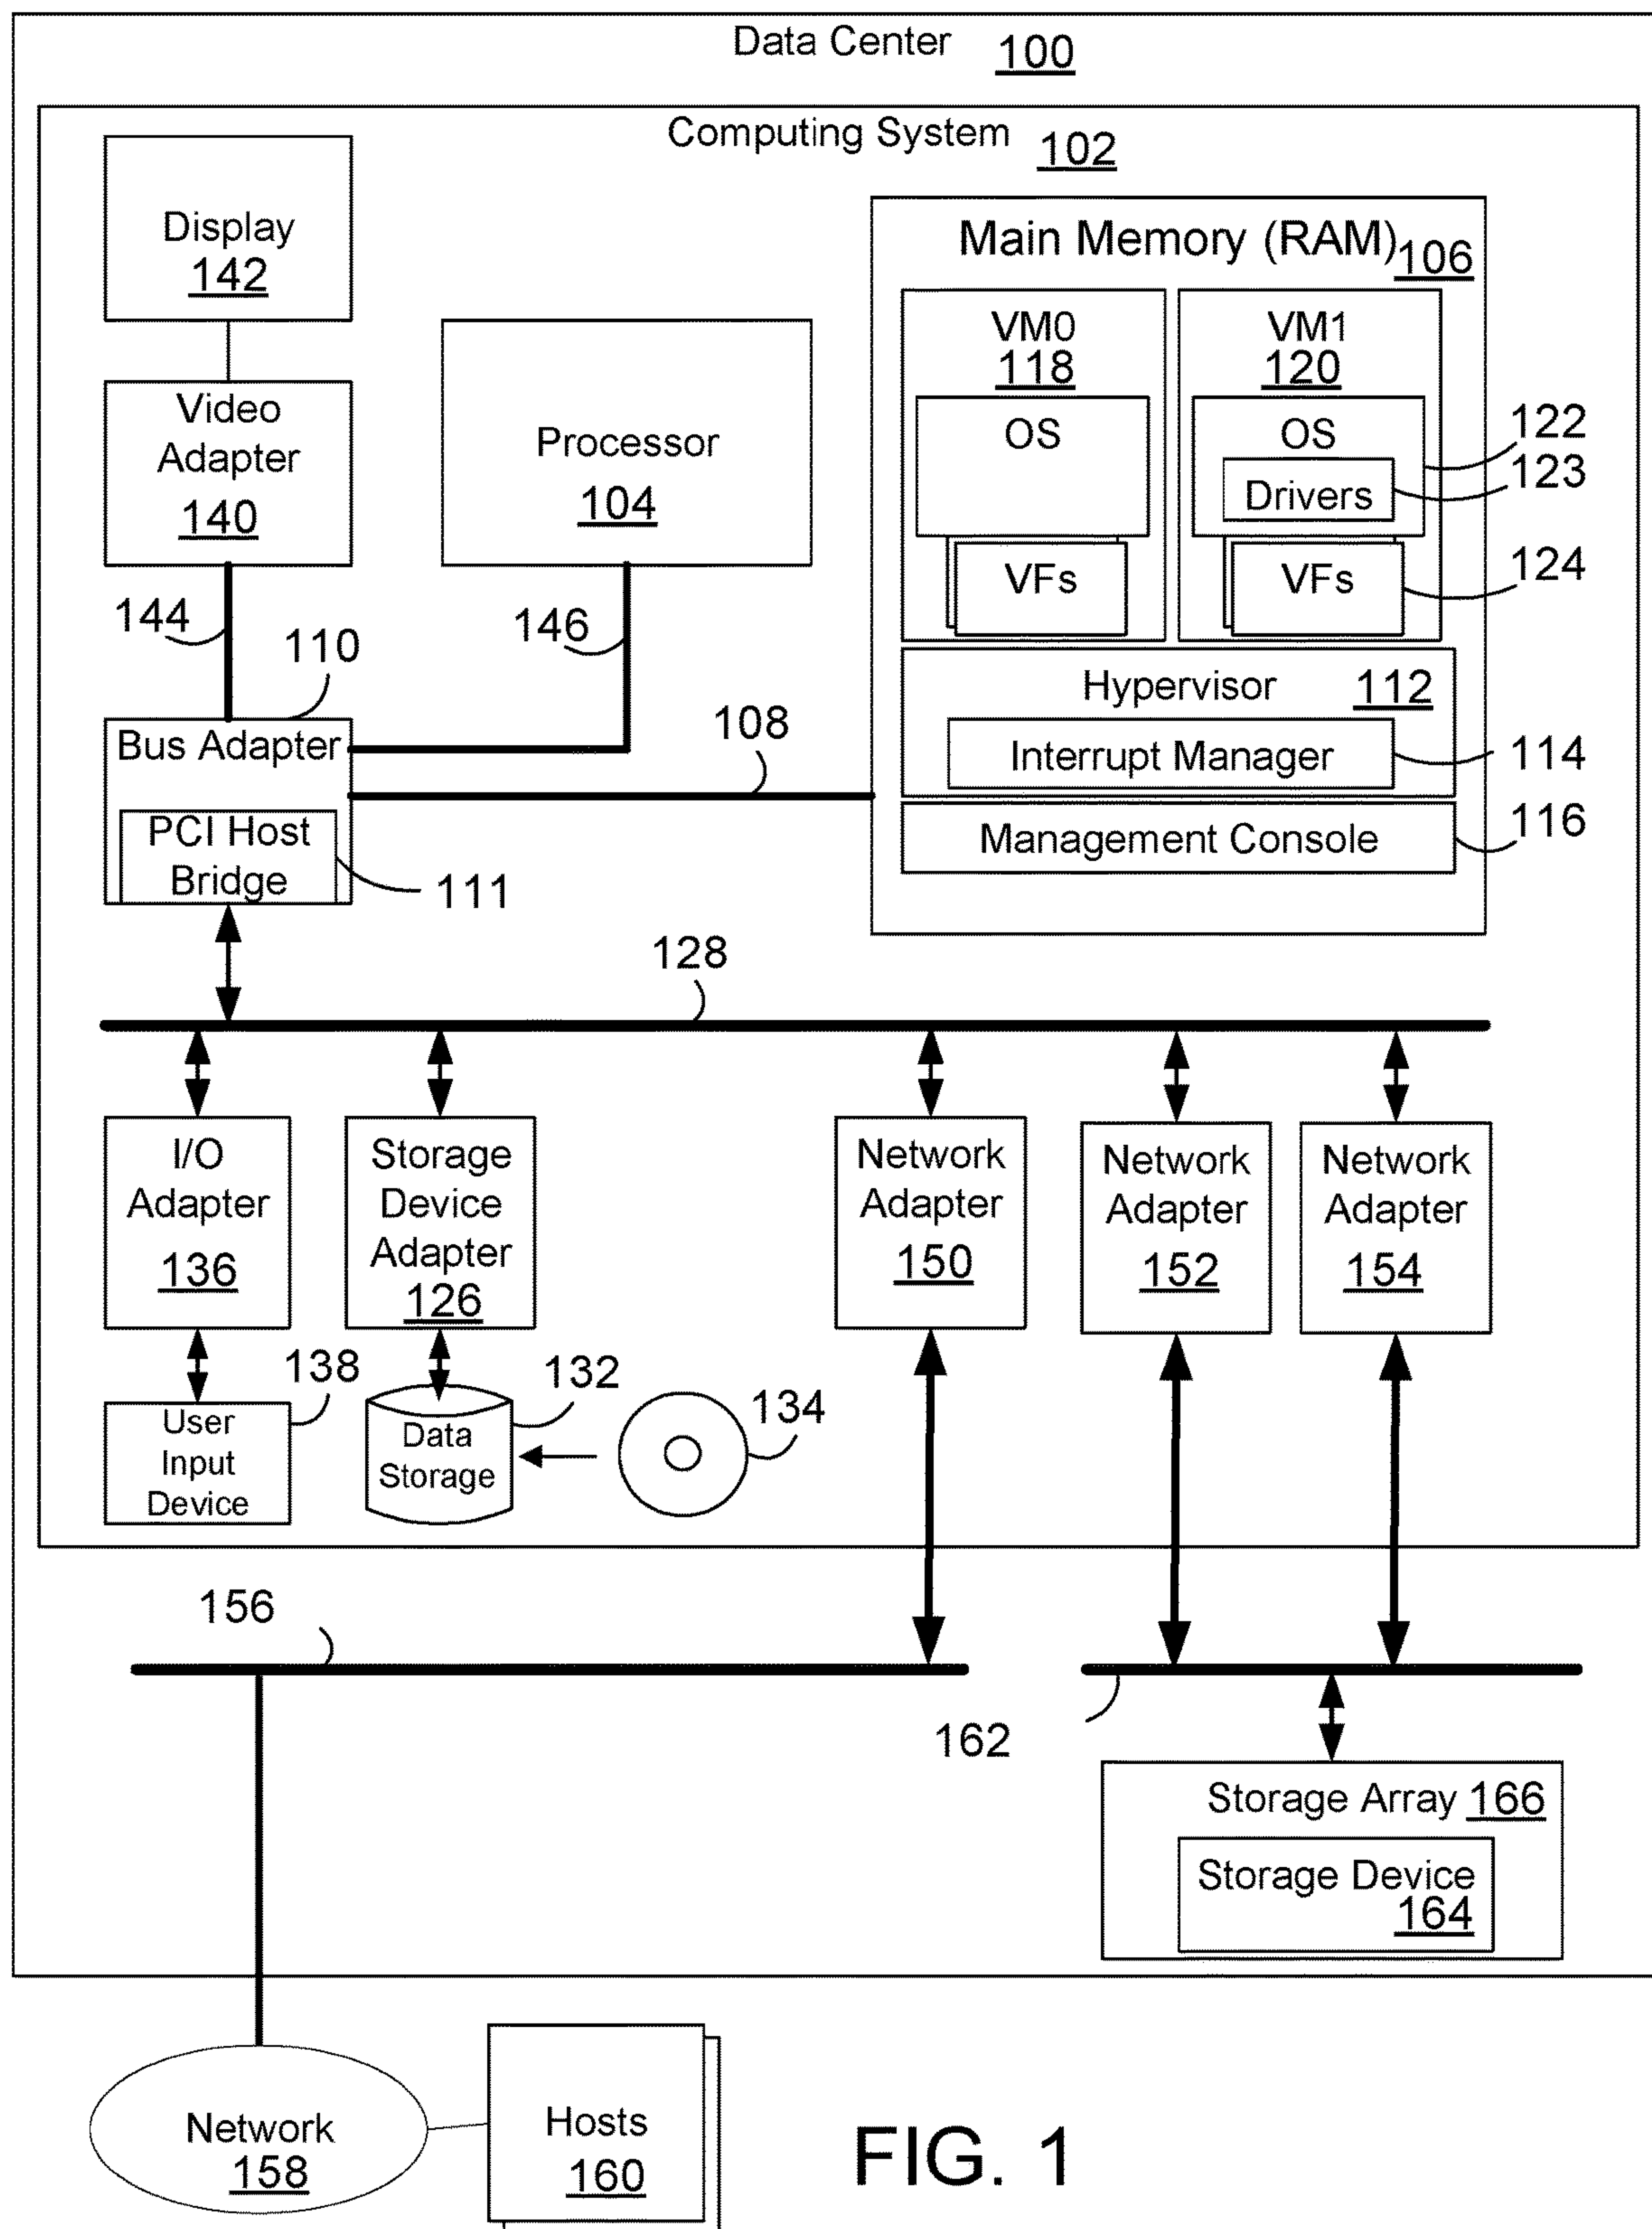 Data Center 100
Computing System 102
Display
142
Main Memory (RAM) 106
VM0
118
VM1
120
Video
Adapter
140
Processor
104
OS
OS
122
Drivers
123
VFs
VFs
124
144
146
110
Hypervisor 112
108
Bus Adapter
Interrupt Manager
114
PCI Host
Bridge
111
Management Console
116
128
I/O
Adapter
136
Storage
Device
Adapter
126
Network
Adapter
150
Network
Adapter
152
Network
Adapter
154
138
132
134
User
Input
Device
Data
Storage
156
162
Storage Array 166
Storage Device
164
Network
158
Hosts
160
FIG. 1